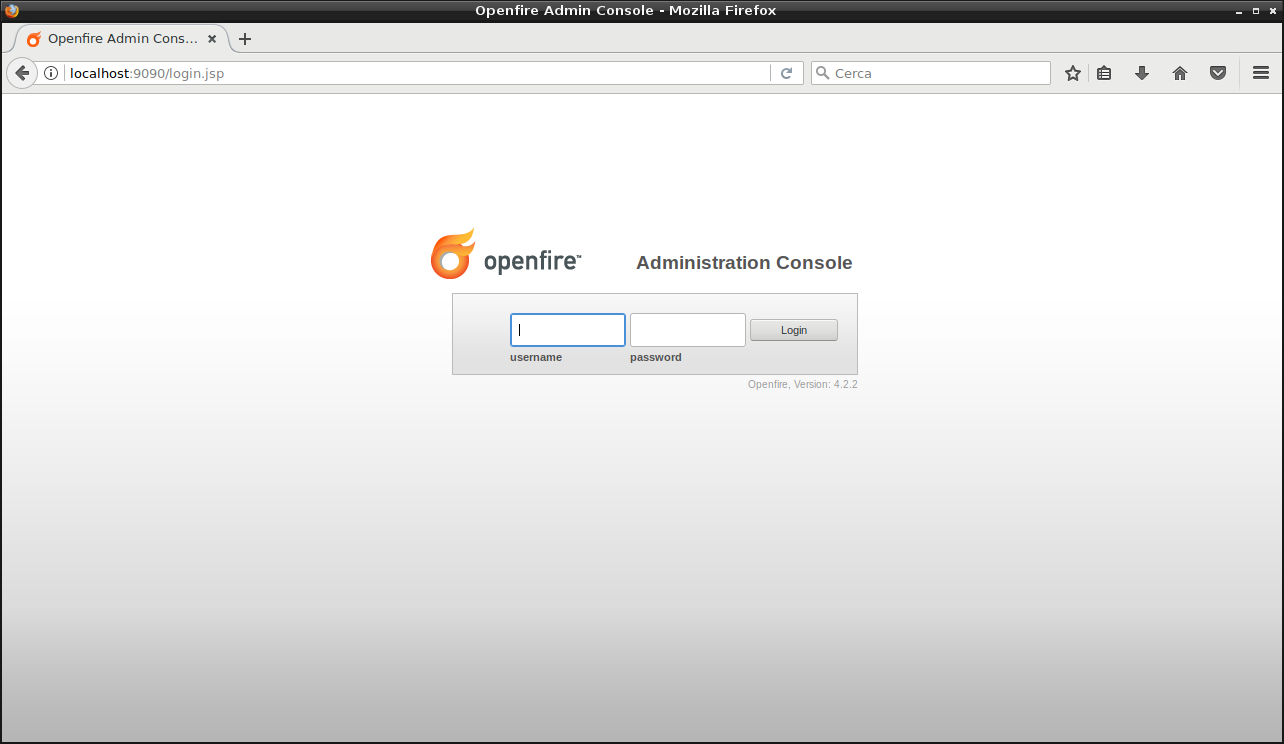 Openfire Admin Console - Mozilla Firefox
Openfire Admin Cons...
localhost:9090/login.jsp
Cerca
openfire™
Administration Console
Login
username password
Openfire, Version: 4.2.2